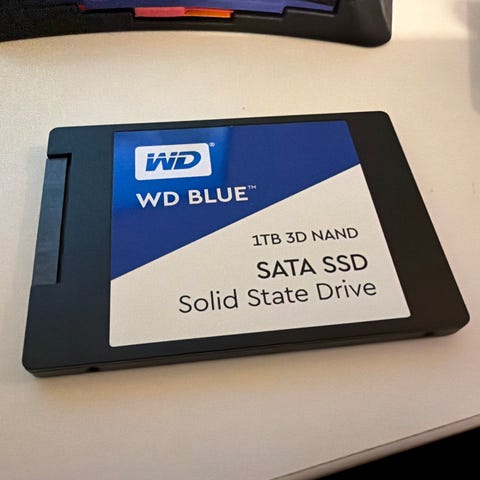 WD®
WD BLUE™
1TB 3D NAND
SATA SSD
Solid State Drive